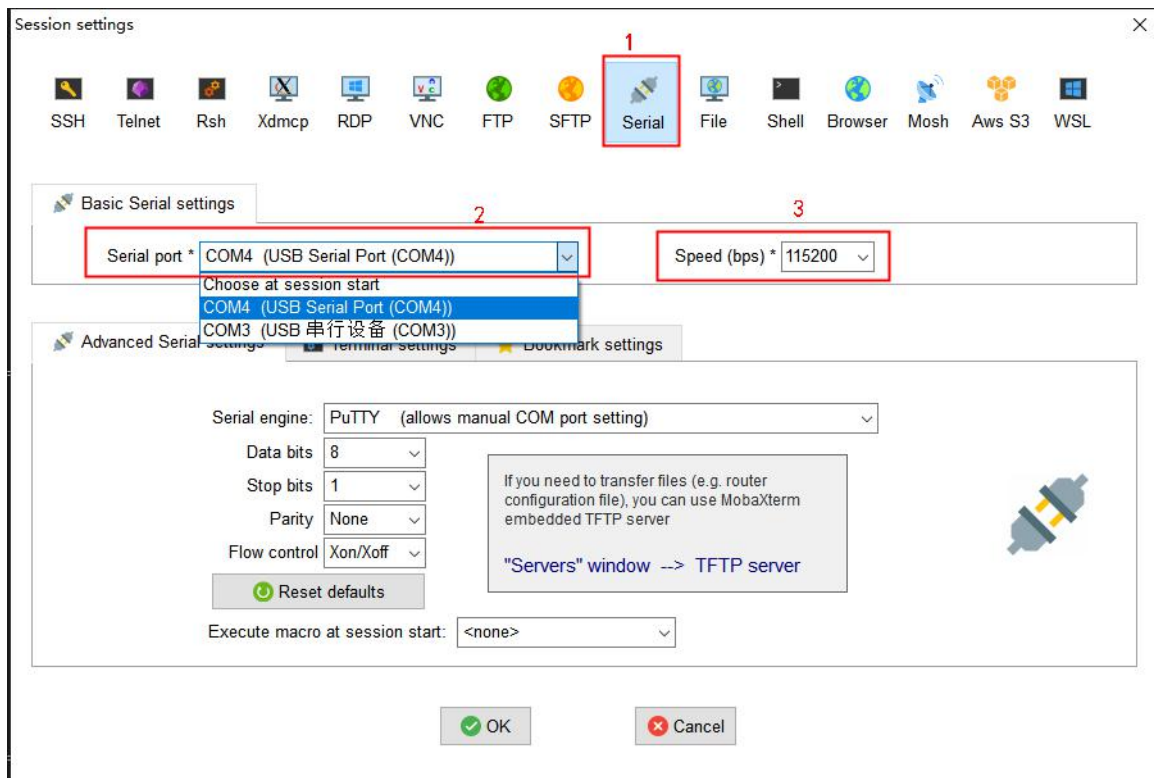 Session settings
1
SSH Telnet Rsh Xdmcp RDP VNC FTP SFTP Serial File Shell Browser Mosh Aws S3 WSL
Basic Serial settings
2 3
Serial port * COM4 (USB Serial Port (COM4)) Speed (bps) * 115200
Choose at session start
COM4 (USB Serial Port (COM4))
COM3 (USB 串行设备 (COM3))
Advanced Serial settings Terminal settings Bookmark settings
Serial engine: PuTTY (allows manual COM port setting)
Data bits 8
Stop bits 1
Parity None
Flow control Xon/Xoff
If you need to transfer files (e.g. router
configuration file), you can use MobaXterm
embedded TFTP server
"Servers" window --> TFTP server
Reset defaults
Execute macro at session start: <none>
OK Cancel